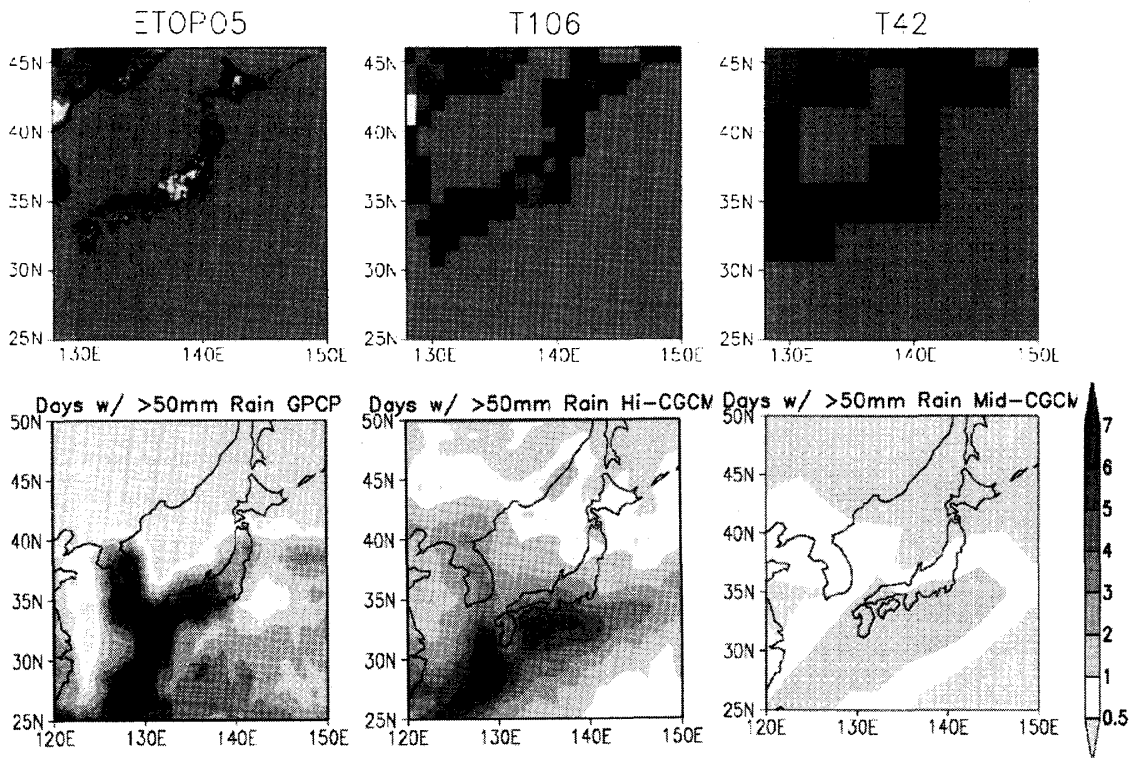 ETOPO5 T106 T42
45N 45N 45N
40N 40N 40N
35N 35N 35N
30N 30N 30N
25N 25N 25N
130E 140E 150E 130E 140E 150E 130E 140E 150E
Days w/ >50mm Rain GPCP Days w/ >50mm Rain Hi-CGCM Days w/ >50mm Rain Mid-CGCM
50N 50N 50N
45N 45N 45N
40N 40N 40N
35N 35N 35N
30N 30N 30N
25N 25N 25N
120E 130E 140E 150E 120E 130E 140E 150E 120E 130E 140E 150E
7
6
5
4
3
2
1
0.5